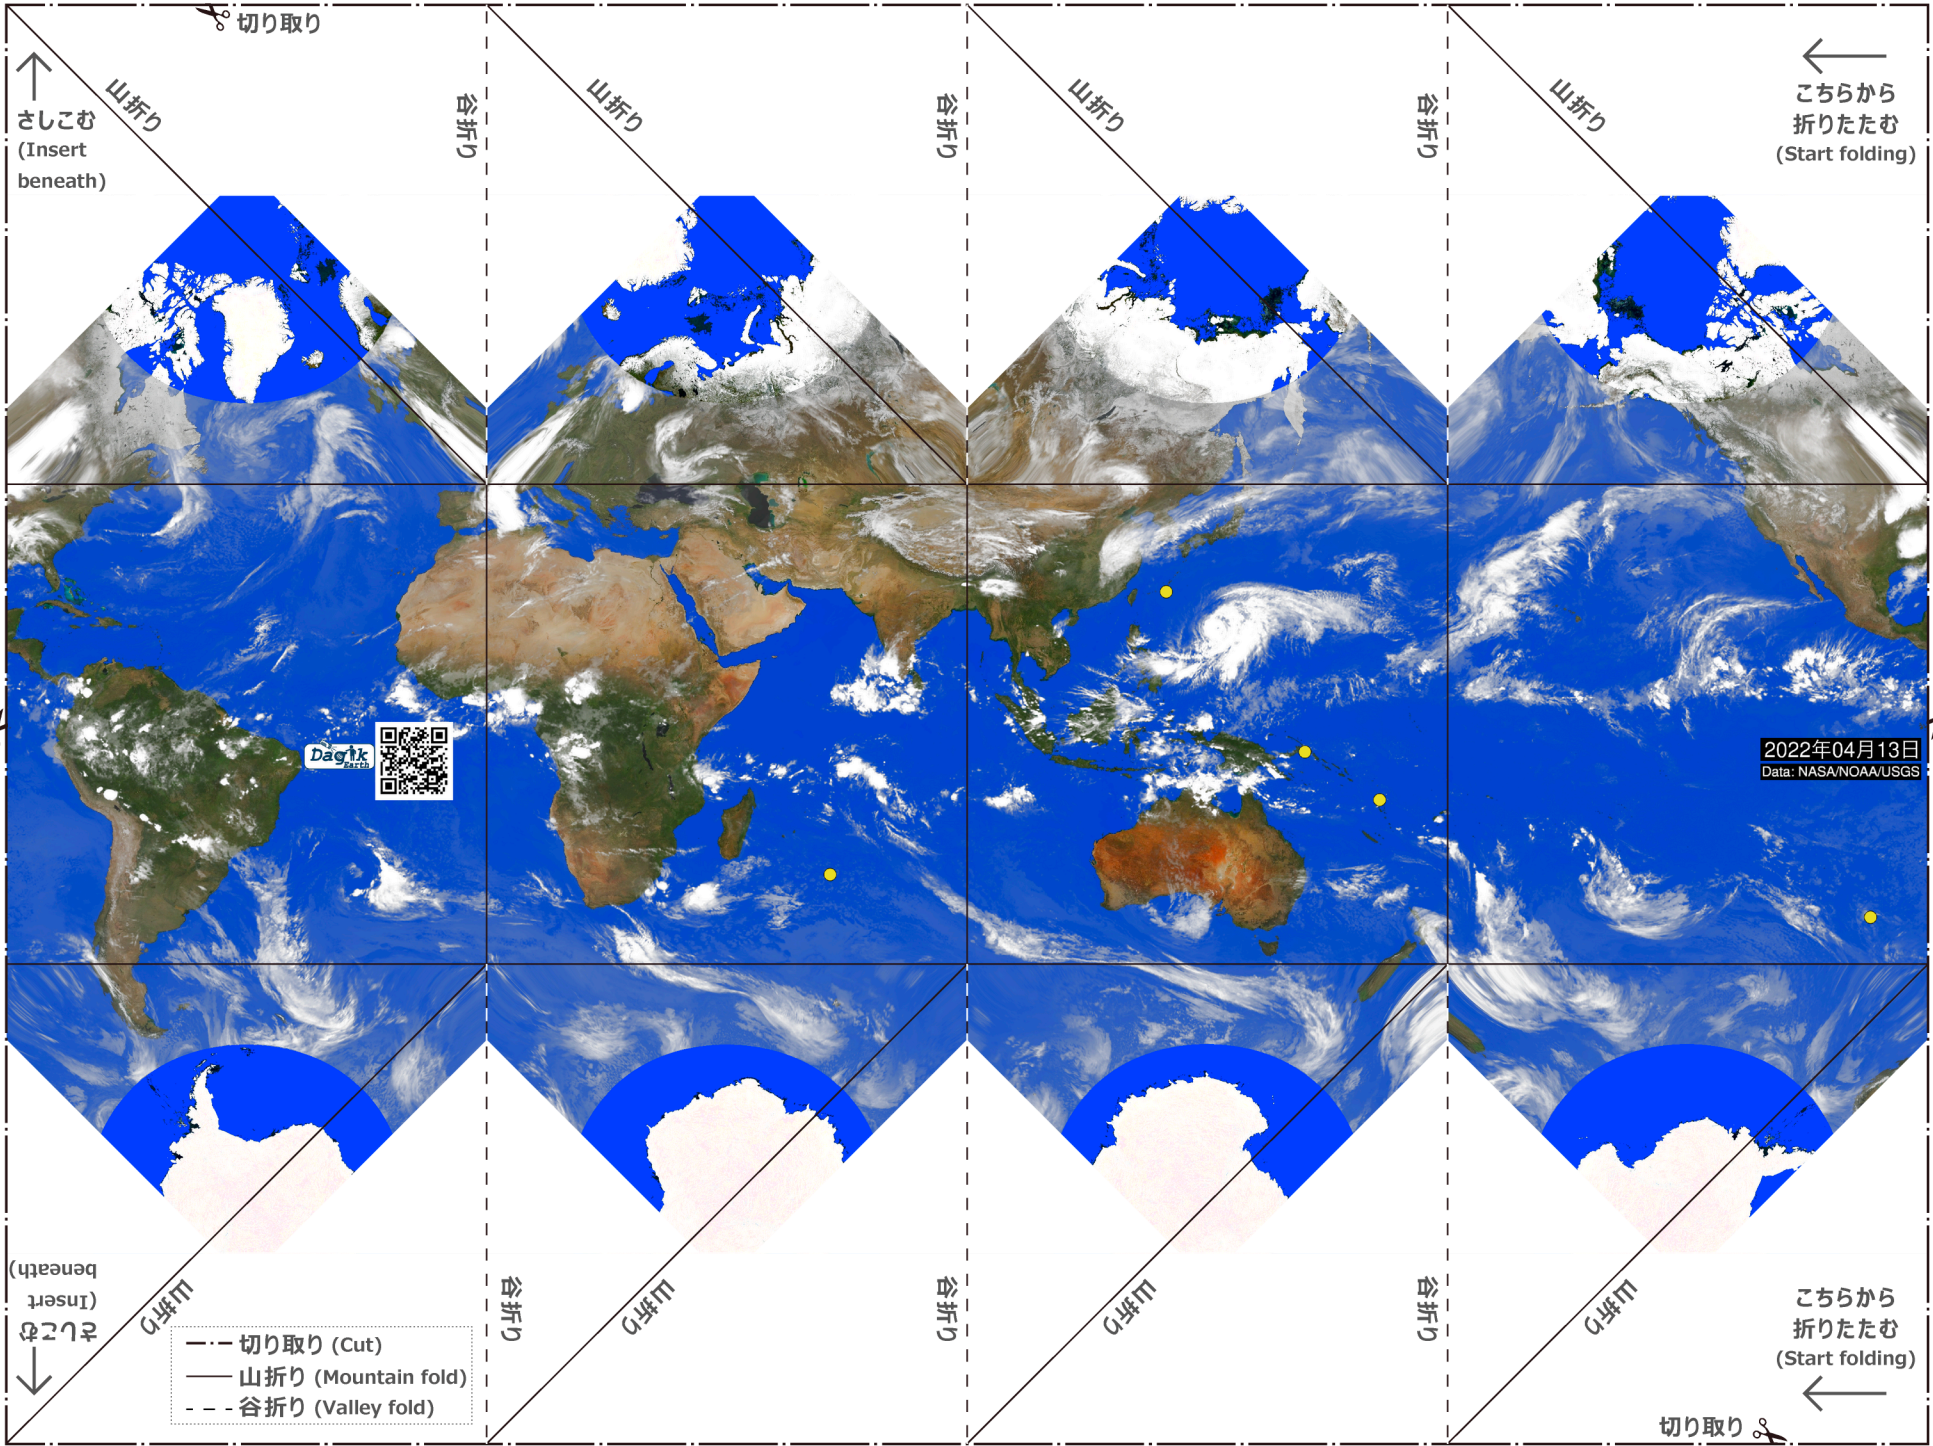 切り取り
さしこむ
(Insert
beneath)
山折り
谷折り
山折り
谷折り
山折り
谷折り
山折り
こちらから
折りたたむ
(Start folding)
Dagik
Earth
2022年04月13日
Data: NASA/NOAA/USGS
さしこむ
(Insert
beneath)
山折り
谷折り
山折り
谷折り
山折り
谷折り
山折り
こちらから
折りたたむ
(Start folding)
切り取り (Cut)
山折り (Mountain fold)
谷折り (Valley fold)
切り取り